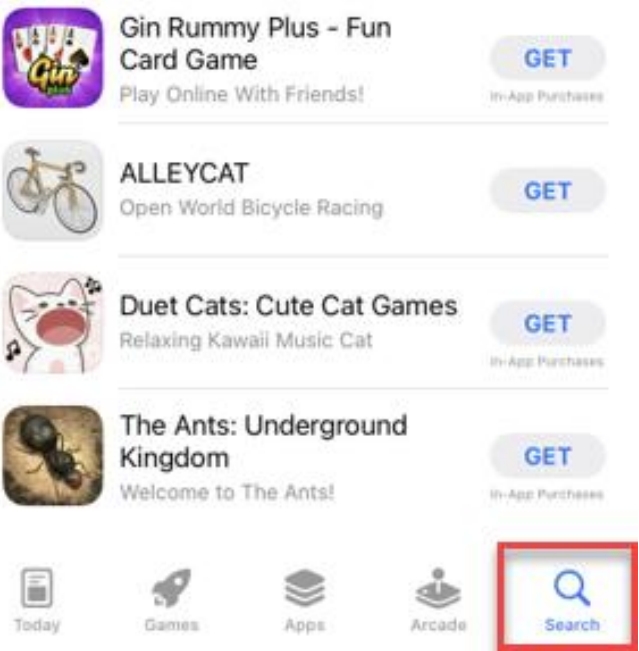 Gin Rummy Plus - Fun
Card Game
Play Online With Friends!
GET
In-App Purchases
Gin
plus
ALLEYCAT
Open World Bicycle Racing
GET
Duet Cats: Cute Cat Games
Relaxing Kawaii Music Cat
GET
In-App Purchases
The Ants: Underground
Kingdom
Welcome to The Ants!
GET
In-App Purchases
Today
Games
Apps
Arcade
Search